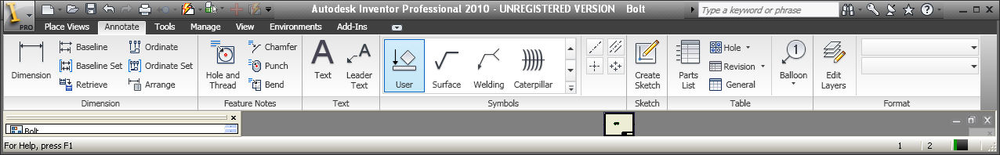 Autodesk Inventor Professional 2010 - UNREGISTERED VERSION Bolt
Type a keyword or phrase
PRO
Place Views Annotate Tools Manage View Environments Add-Ins
Dimension
Baseline
Baseline Set
Retrieve
Ordinate
Ordinate Set
Arrange
Dimension
Hole and
Thread
Chamfer
Punch
Bend
Feature Notes
A
Text
A
Leader
Text
Text
User
Surface
Welding
Caterpillar
Symbols
Create
Sketch
Sketch
Parts
List
Hole
Revision
General
Table
1
Balloon
Edit
Layers
Format
Bolt
For Help, press F1
1 2